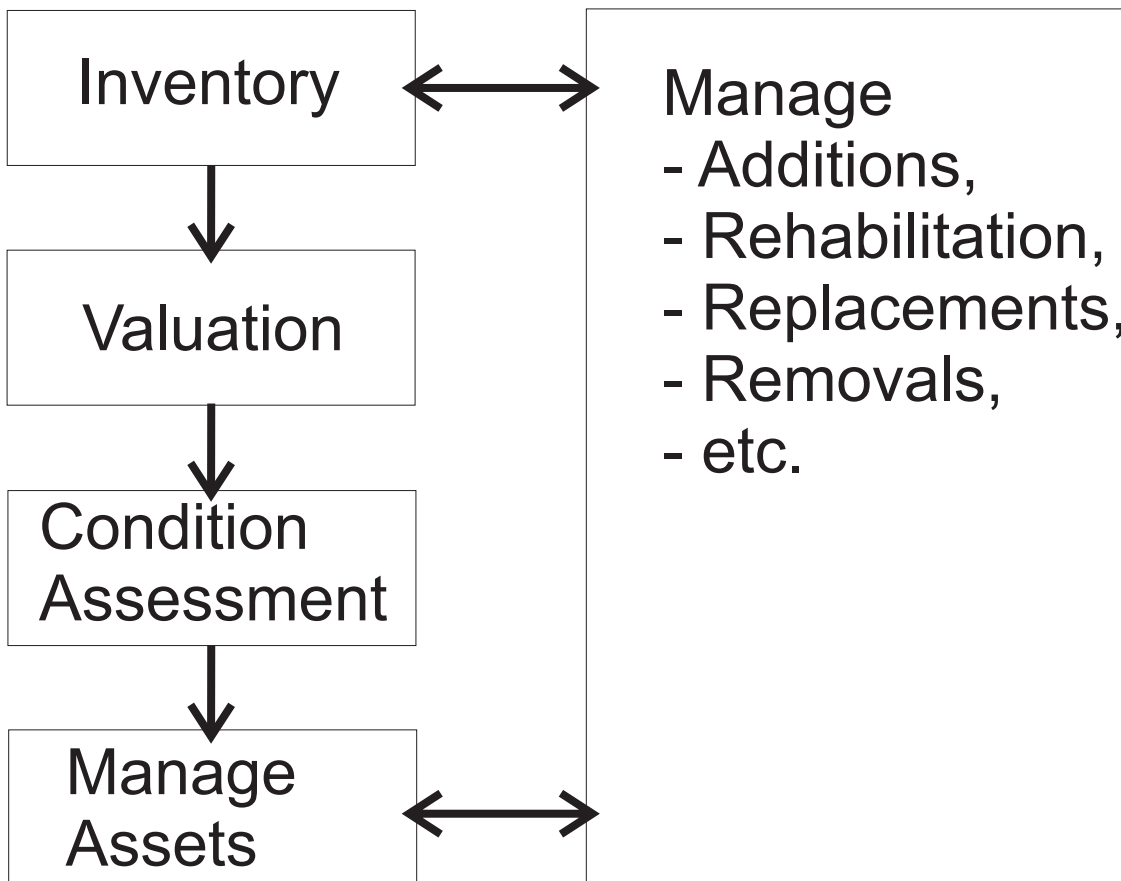 Inventory
Valuation
Condition
Assessment
Manage
Assets
Manage
- Additions,
- Rehabilitation,
- Replacements,
- Removals,
- etc.